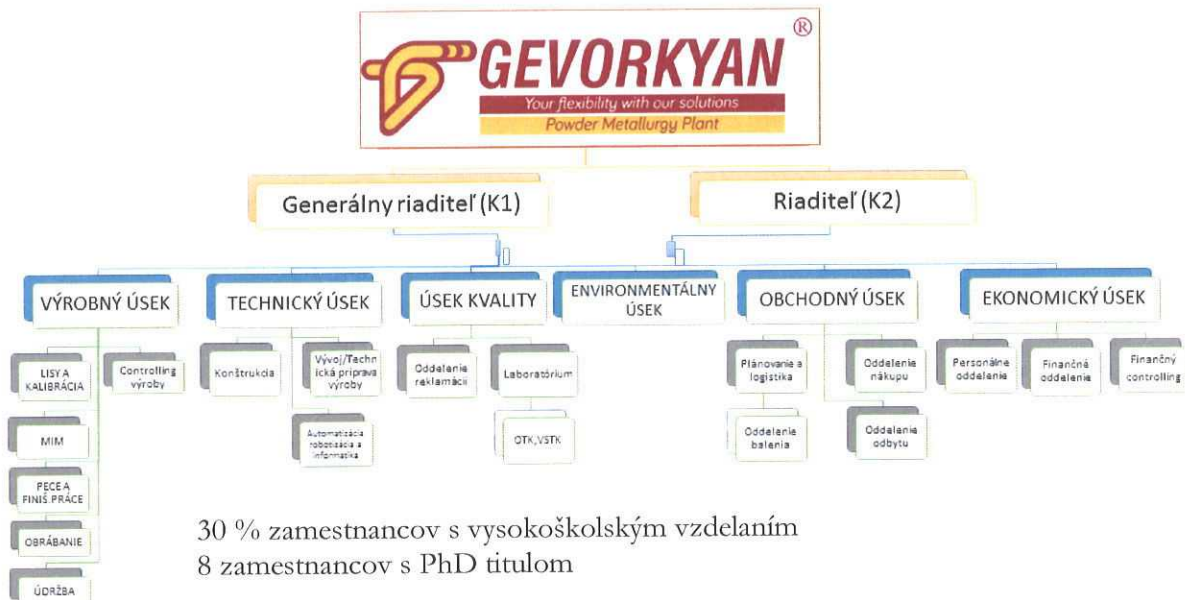 GEVORKYAN ®
Your flexibility with our solutions
Powder Metallurgy Plant
Generálny riaditeľ (K1)
Riaditeľ (K2)
VÝROBNÝ ÚSEK
TECHNICKÝ ÚSEK
ÚSEK KVALITY
ENVIRONMENTÁLNY
ÚSEK
OBCHODNÝ ÚSEK
EKONOMICKÝ ÚSEK
LISY A
KALIBRÁCIA
Controlling
výroby
Konštrukcia
Vývoj/Techn
ická príprava
výroby
Oddelenie
reklamácií
Laboratórium
Plánovanie a
logistika
Oddelenie
nákupu
Personálne
oddelenie
Finančné
oddelenie
Finančný
controlling
MIM
Automatizácia
robotizácia a
informatika
OTK,VSTK
Oddelenie
balenia
Oddelenie
odbytu
PECE A
FINIŠ.PRÁCE
OBRÁBANIE
ÚDRŽBA
30 % zamestnancov s vysokoškolským vzdelaním
8 zamestnancov s PhD titulom